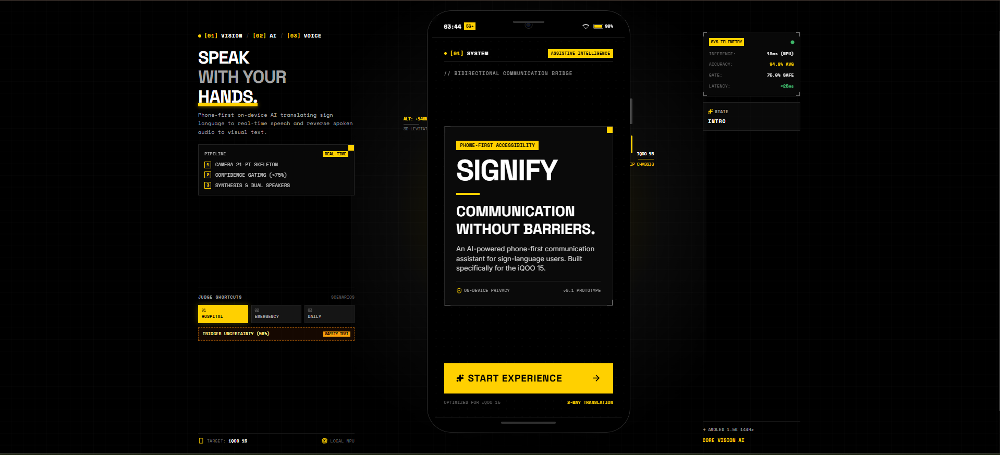 [01] VISION / [02] AI / [03] VOICE
SPEAK
WITH YOUR
HANDS.
Phone-first on-device AI translating sign
language to real-time speech and reverse spoken
audio to visual text.
PIPELINE REAL-TIME
1 CAMERA 21-PT SKELETON
2 CONFIDENCE GATING (>75%)
3 SYNTHESIS & DUAL SPEAKERS
JUDGE SHORTCUTS SCENARIOS
01 HOSPITAL
02 EMERGENCY
03 DAILY
TRIGGER UNCERTAINTY (58%) SAFETY TEST
TARGET: iQOO 15 LOCAL NPU
ALT: +14
3D LEVITAT
03:44 5G+ 98%
[01] SYSTEM ASSISTIVE INTELLIGENCE
// BIDIRECTIONAL COMMUNICATION BRIDGE
PHONE-FIRST ACCESSIBILITY
SIGNIFY
COMMUNICATION
WITHOUT BARRIERS.
An AI-powered phone-first communication
assistant for sign-language users. Built
specifically for the iQOO 15.
ON-DEVICE PRIVACY v0.1 PROTOTYPE
START EXPERIENCE
OPTIMIZED FOR iQOO 15 2-WAY TRANSLATION
IQOO 15
IP CHASSIS
SYS TELEMETRY
INFERENCE: 18ms (NPU)
ACCURACY: 94.8% AVG
GATE: 75.0% SAFE
LATENCY: <25ms
STATE
INTRO
+ AMOLED 1.5K 144Hz
CORE VISION AI